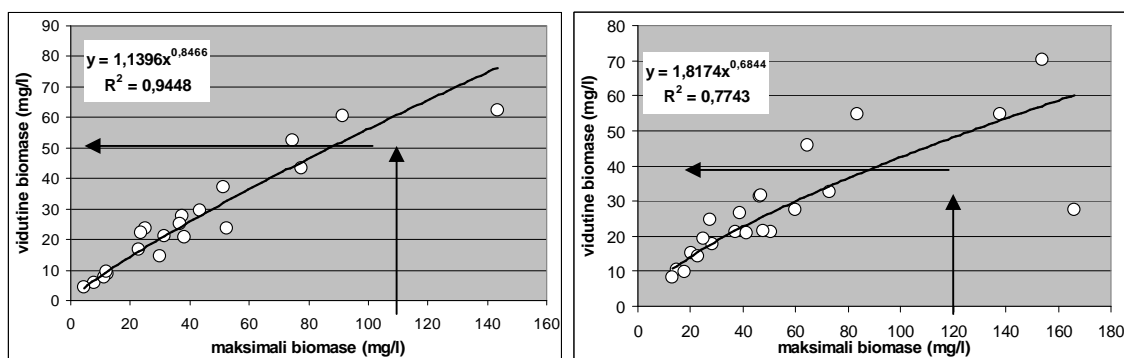 90
80
70
60
50
40
30
20
10
0
vidutine biomase (mg/l)
y = 1,1396x^0,8466
R² = 0,9448
0 20 40 60 80 100 120 140 160
maksimali biomase (mg/l)
80
70
60
50
40
30
20
10
0
vidutine biomase (mg/l)
y = 1,8174x^0,6844
R² = 0,7743
0 20 40 60 80 100 120 140 160 180
maksimali biomase (mg/l)